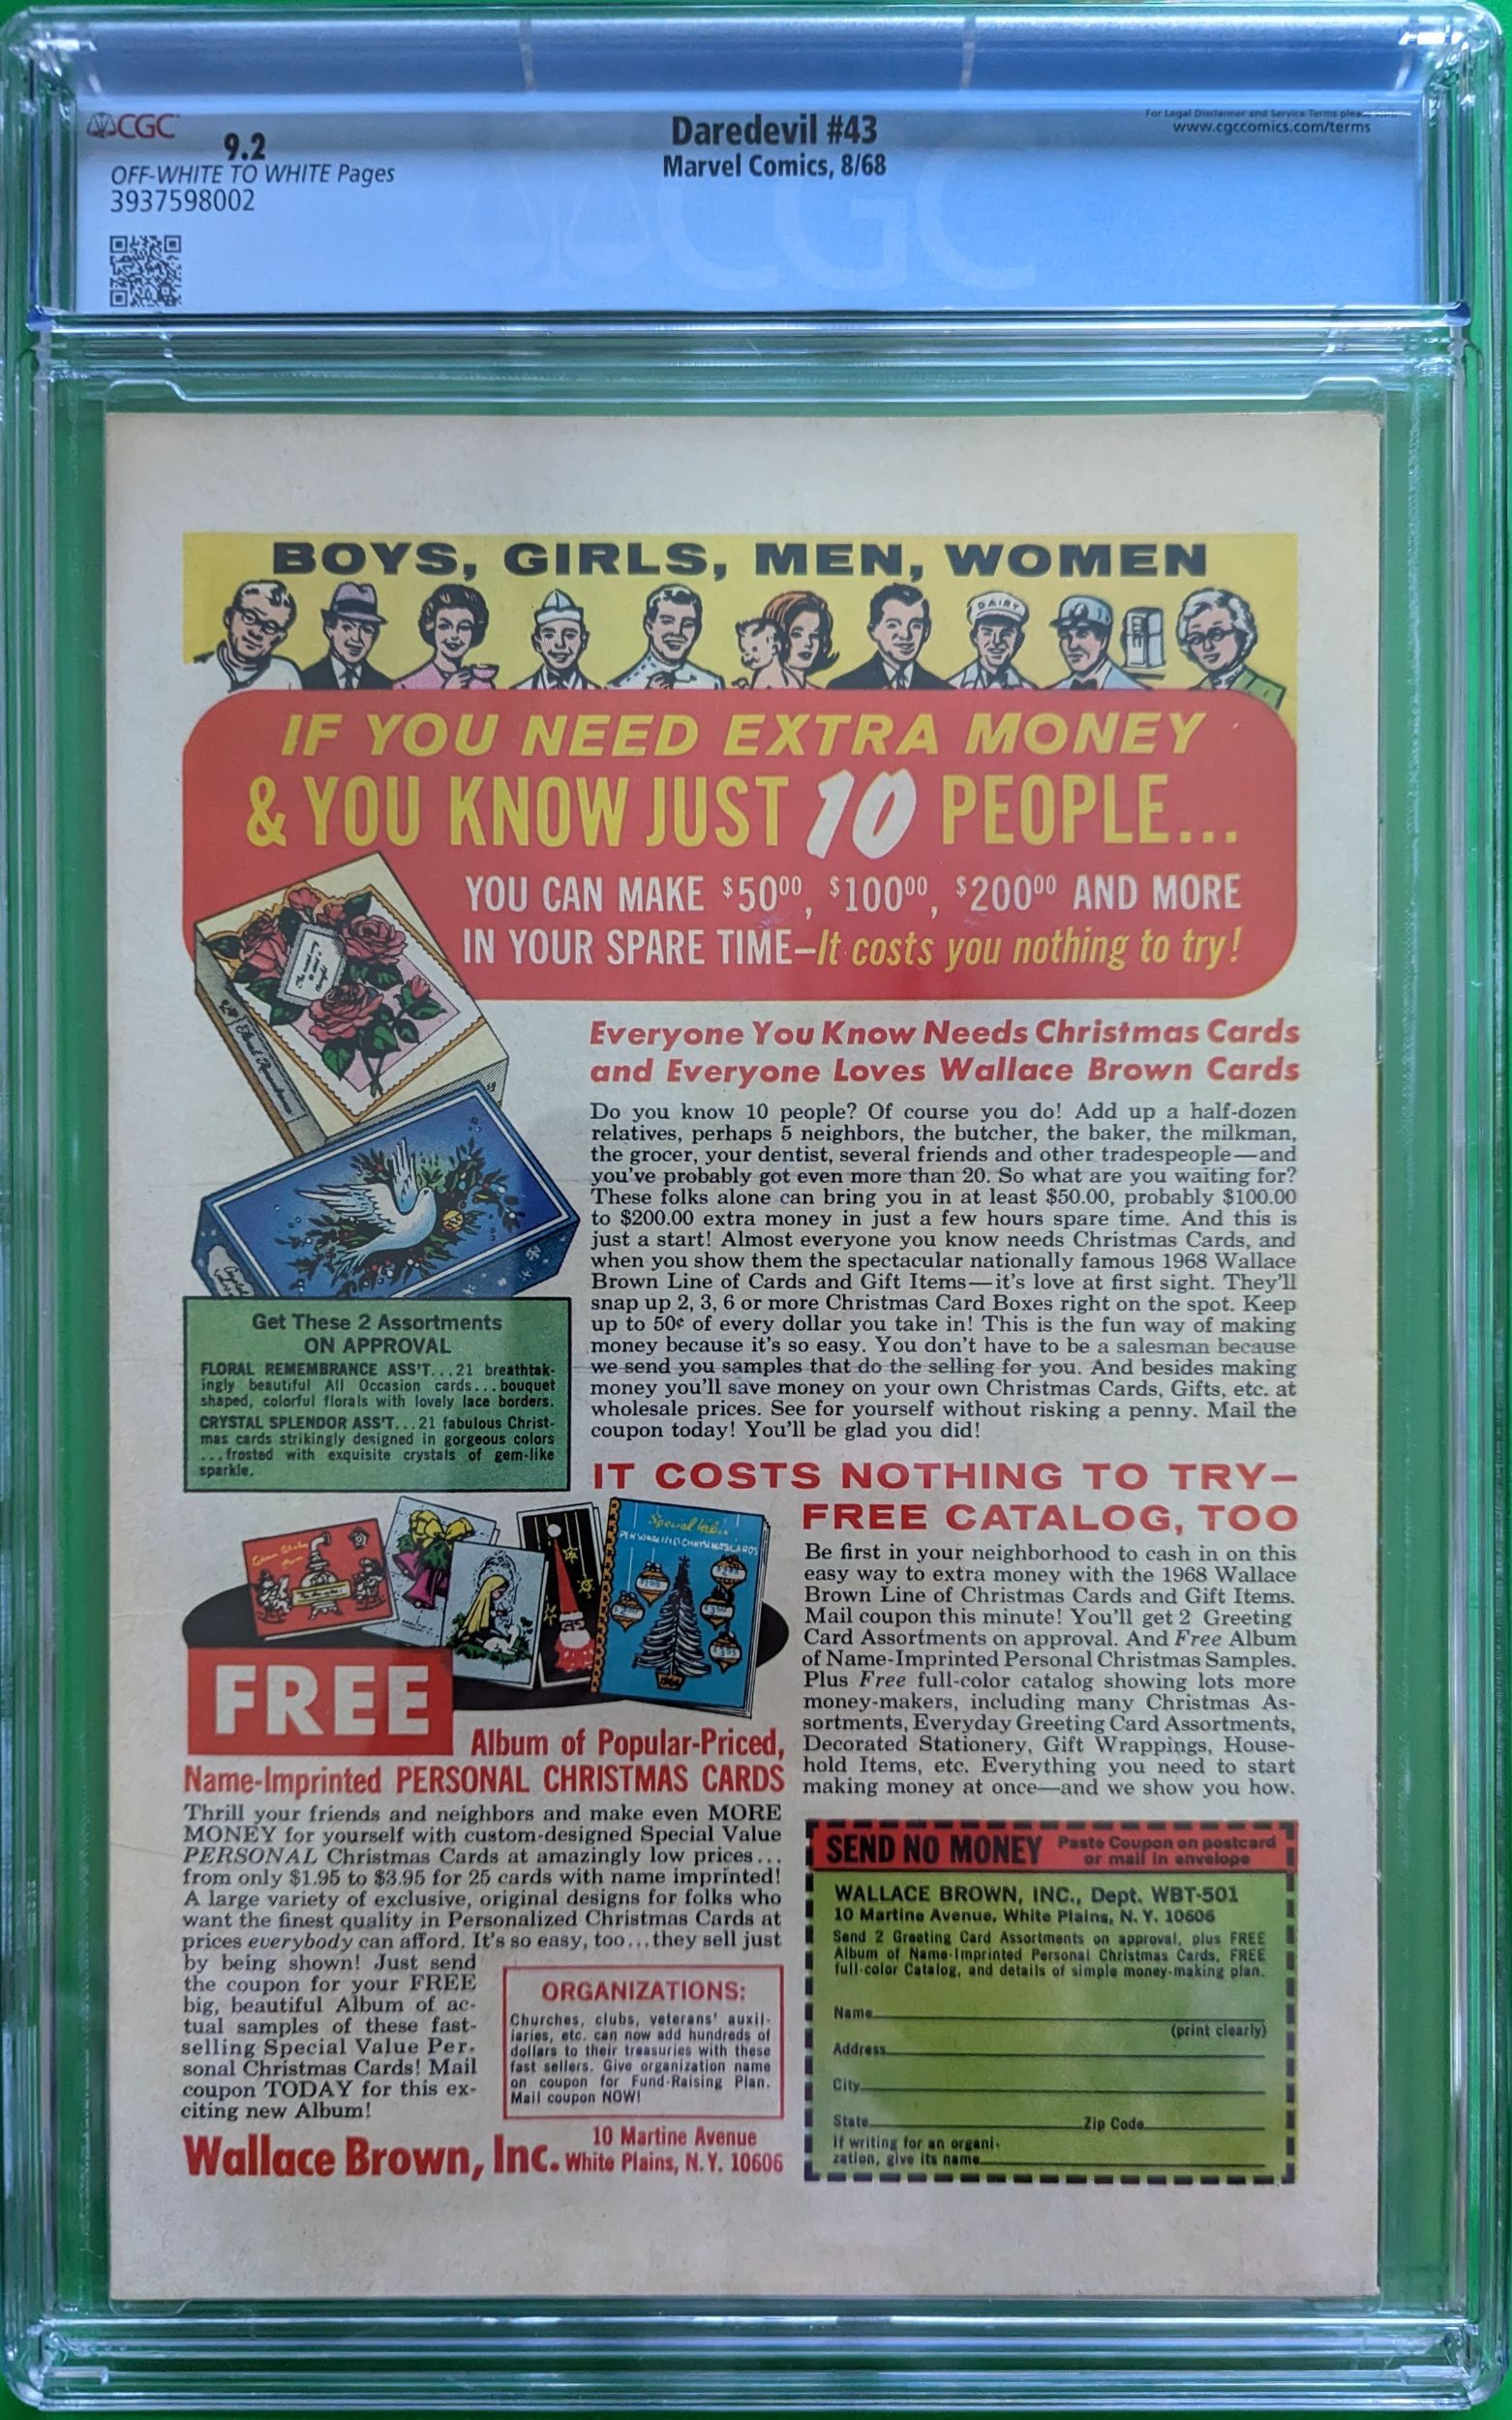 CGC
9.2
OFF-WHITE TO WHITE Pages
3937598002
Daredevil #43
Marvel Comics, 8/68
For Legal Disclaimer and Service Terms
www.cgccomics.com/terms
CGC
BOYS, GIRLS, MEN, WOMEN
DAIRY
IF YOU NEED EXTRA MONEY
& YOU KNOW JUST 10 PEOPLE...
YOU CAN MAKE $50⁰⁰, $100⁰⁰, $200⁰⁰ AND MORE
IN YOUR SPARE TIME—It costs you nothing to try!
Everyone You Know Needs Christmas Cards
and Everyone Loves Wallace Brown Cards
Do you know 10 people? Of course you do! Add up a half-dozen
relatives, perhaps 5 neighbors, the butcher, the baker, the milkman,
the grocer, your dentist, several friends and other tradespeople—and
you've probably got even more than 20. So what are you waiting for?
These folks alone can bring you in at least $50.00, probably $100.00
to $200.00 extra money in just a few hours spare time. And this is
just a start! Almost everyone you know needs Christmas Cards, and
when you show them the spectacular nationally famous 1968 Wallace
Brown Line of Cards and Gift Items—it's love at first sight. They'll
snap up 2, 3, 6 or more Christmas Card Boxes right on the spot. Keep
up to 50¢ of every dollar you take in! This is the fun way of making
money because it's so easy. You don't have to be a salesman because
we send you samples that do the selling for you. And besides making
money you'll save money on your own Christmas Cards, Gifts, etc. at
wholesale prices. See for yourself without risking a penny. Mail the
coupon today! You'll be glad you did!
Get These 2 Assortments
ON APPROVAL
FLORAL REMEMBRANCE ASS'T...21 breathtak-
ingly beautiful All Occasion cards...bouquet
shaped, colorful florals with lovely lace borders.
CRYSTAL SPLENDOR ASS'T...21 fabulous Christ-
mas cards strikingly designed in gorgeous colors
...frosted with exquisite crystals of gem-like
sparkle.
IT COSTS NOTHING TO TRY—
FREE CATALOG, TOO
Be first in your neighborhood to cash in on this
easy way to extra money with the 1968 Wallace
Brown Line of Christmas Cards and Gift Items.
Mail coupon this minute! You'll get 2 Greeting
Card Assortments on approval. And Free Album
of Name-Imprinted Personal Christmas Samples.
Plus Free full-color catalog showing lots more
money-makers, including many Christmas As-
sortments, Everyday Greeting Card Assortments,
Decorated Stationery, Gift Wrappings, House-
hold Items, etc. Everything you need to start
making money at once—and we show you how.
PERSONALIZED CHRISTMAS CARDS
FREE
Album of Popular-Priced,
Name-Imprinted PERSONAL CHRISTMAS CARDS
Thrill your friends and neighbors and make even MORE
MONEY for yourself with custom-designed Special Value
PERSONAL Christmas Cards at amazingly low prices...
from only $1.95 to $3.95 for 25 cards with name imprinted!
A large variety of exclusive, original designs for folks who
want the finest quality in Personalized Christmas Cards at
prices everybody can afford. It's so easy, too...they sell just
by being shown! Just send
the coupon for your FREE
big, beautiful Album of ac-
tual samples of these fast-
selling Special Value Per-
sonal Christmas Cards! Mail
coupon TODAY for this ex-
citing new Album!
ORGANIZATIONS:
Churches, clubs, veterans' auxil-
iaries, etc. can now add hundreds of
dollars to their treasuries with these
fast sellers. Give organization name
on coupon for Fund-Raising Plan.
Mail coupon NOW!
Wallace Brown, Inc. 10 Martine Avenue
White Plains, N.Y. 10606
SEND NO MONEY Paste Coupon on postcard
or mail in envelope
WALLACE BROWN, INC., Dept. WBT-501
10 Martine Avenue, White Plains, N.Y. 10606
Send 2 Greeting Card Assortments on approval, plus FREE
Album of Name-Imprinted Personal Christmas Cards, FREE
full-color Catalog, and details of simple money-making plan.
Name
(print clearly)
Address
City
State Zip Code
If writing for an organi-
zation, give its name